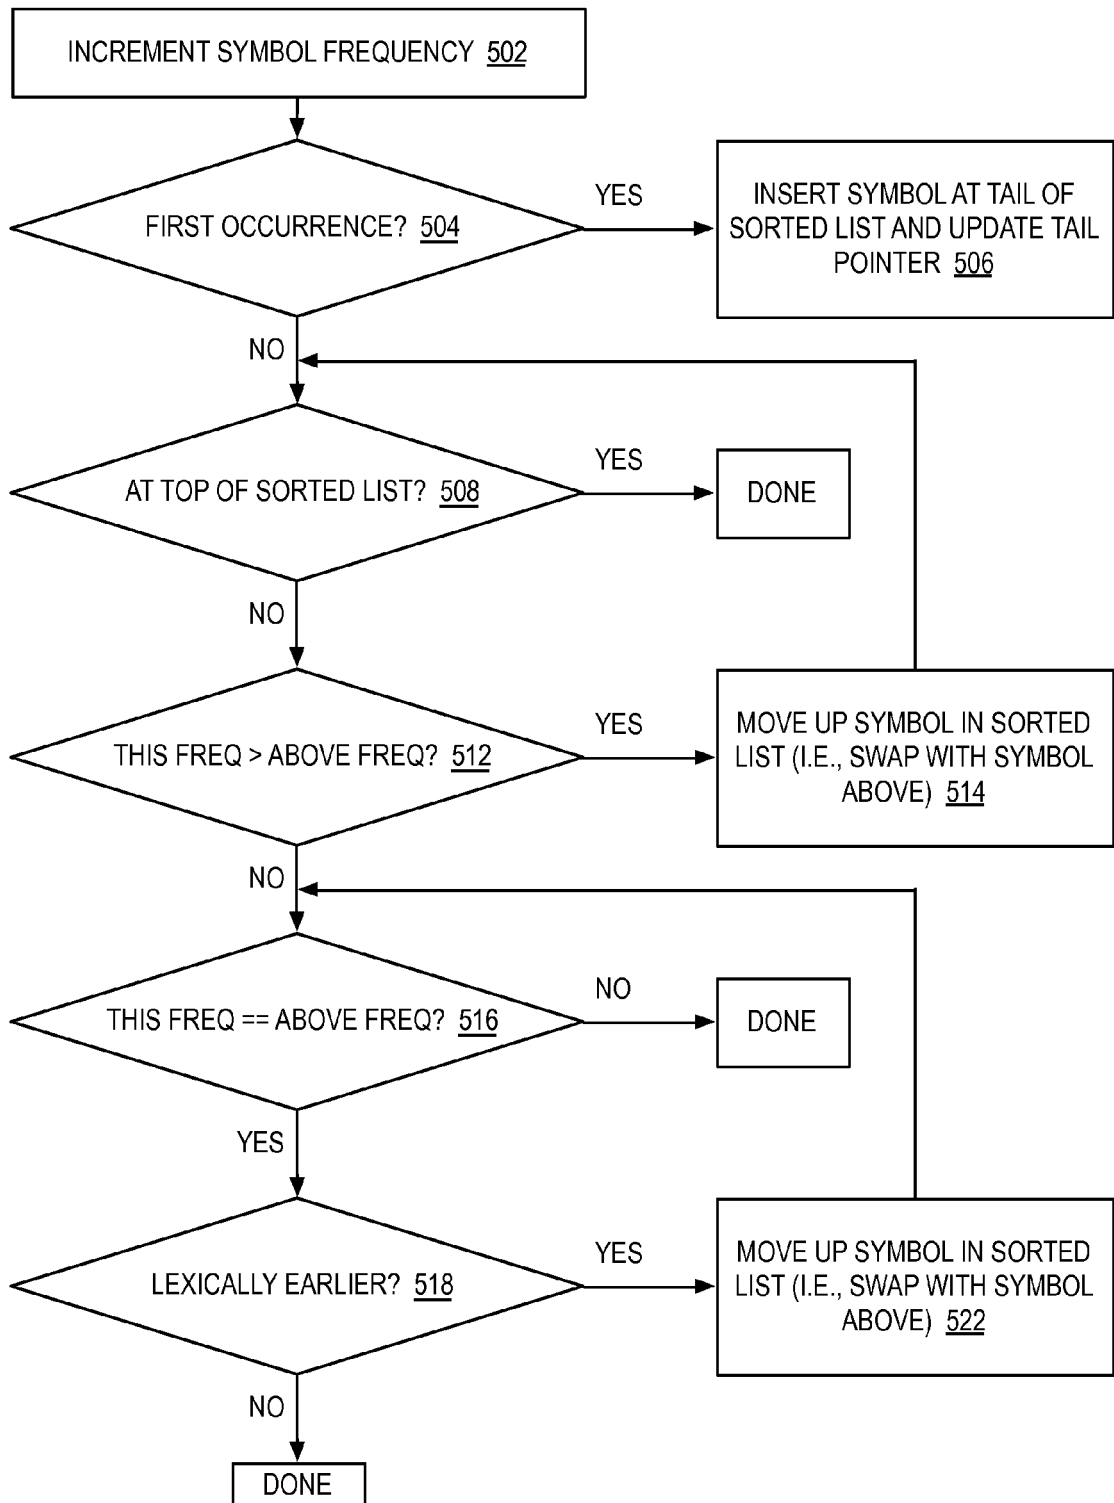 INCREMENT SYMBOL FREQUENCY 502
FIRST OCCURRENCE? 504
YES
INSERT SYMBOL AT TAIL OF
SORTED LIST AND UPDATE TAIL
POINTER 506
NO
AT TOP OF SORTED LIST? 508
YES
DONE
NO
THIS FREQ > ABOVE FREQ? 512
YES
MOVE UP SYMBOL IN SORTED
LIST (I.E., SWAP WITH SYMBOL
ABOVE) 514
NO
THIS FREQ == ABOVE FREQ? 516
NO
DONE
YES
LEXICALLY EARLIER? 518
YES
MOVE UP SYMBOL IN SORTED
LIST (I.E., SWAP WITH SYMBOL
ABOVE) 522
NO
DONE